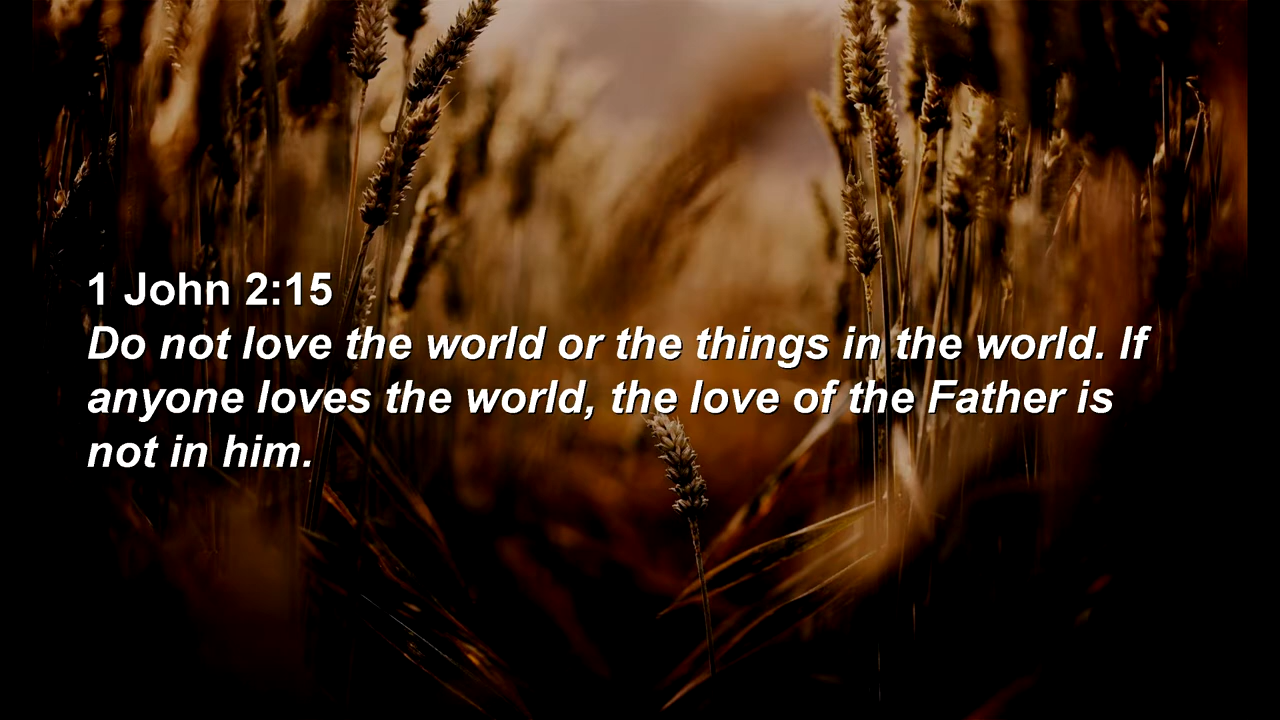 1 John 2:15
Do not love the world or the things in the world. If
anyone loves the world, the love of the Father is
not in him.